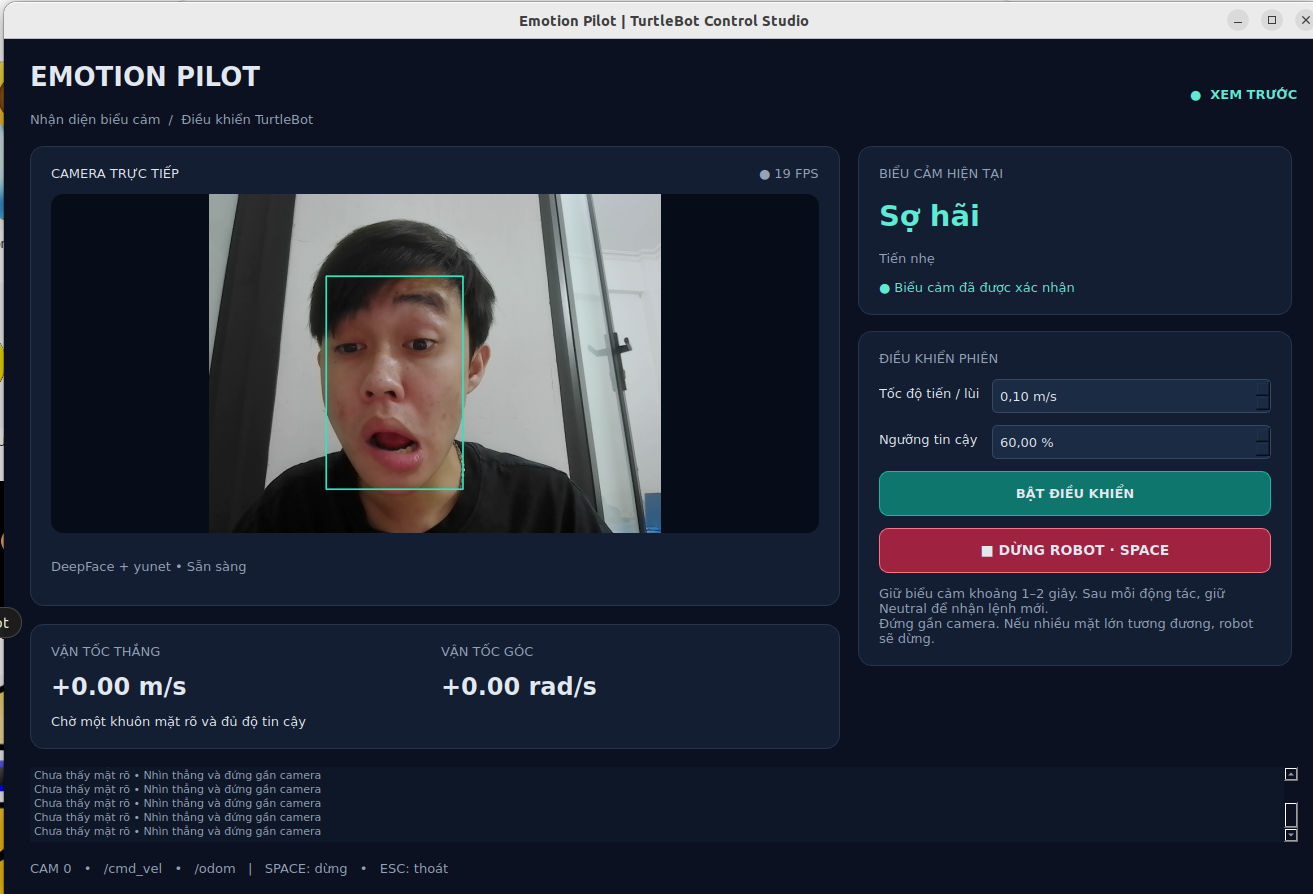 Emotion Pilot | TurtleBot Control Studio
EMOTION PILOT
● XEM TRƯỚC
Nhận diện biểu cảm / Điều khiển TurtleBot
CAMERA TRỰC TIẾP
● 19 FPS
DeepFace + yunet • Sẵn sàng
BIỂU CẢM HIỆN TẠI
Sợ hãi
Tiến nhẹ
● Biểu cảm đã được xác nhận
ĐIỀU KHIỂN PHIÊN
Tốc độ tiến / lùi 0,10 m/s
Ngưỡng tin cậy 60,00 %
BẬT ĐIỀU KHIỂN
■ DỪNG ROBOT · SPACE
Giữ biểu cảm khoảng 1–2 giây. Sau mỗi động tác, giữ
Neutral để nhận lệnh mới.
Đứng gần camera. Nếu nhiều mặt lớn tương đương, robot
sẽ dừng.
VẬN TỐC THẲNG
+0.00 m/s
VẬN TỐC GÓC
+0.00 rad/s
Chờ một khuôn mặt rõ và đủ độ tin cậy
Chưa thấy mặt rõ • Nhìn thẳng và đứng gần camera
Chưa thấy mặt rõ • Nhìn thẳng và đứng gần camera
Chưa thấy mặt rõ • Nhìn thẳng và đứng gần camera
Chưa thấy mặt rõ • Nhìn thẳng và đứng gần camera
Chưa thấy mặt rõ • Nhìn thẳng và đứng gần camera
CAM 0 • /cmd_vel • /odom | SPACE: dừng • ESC: thoát